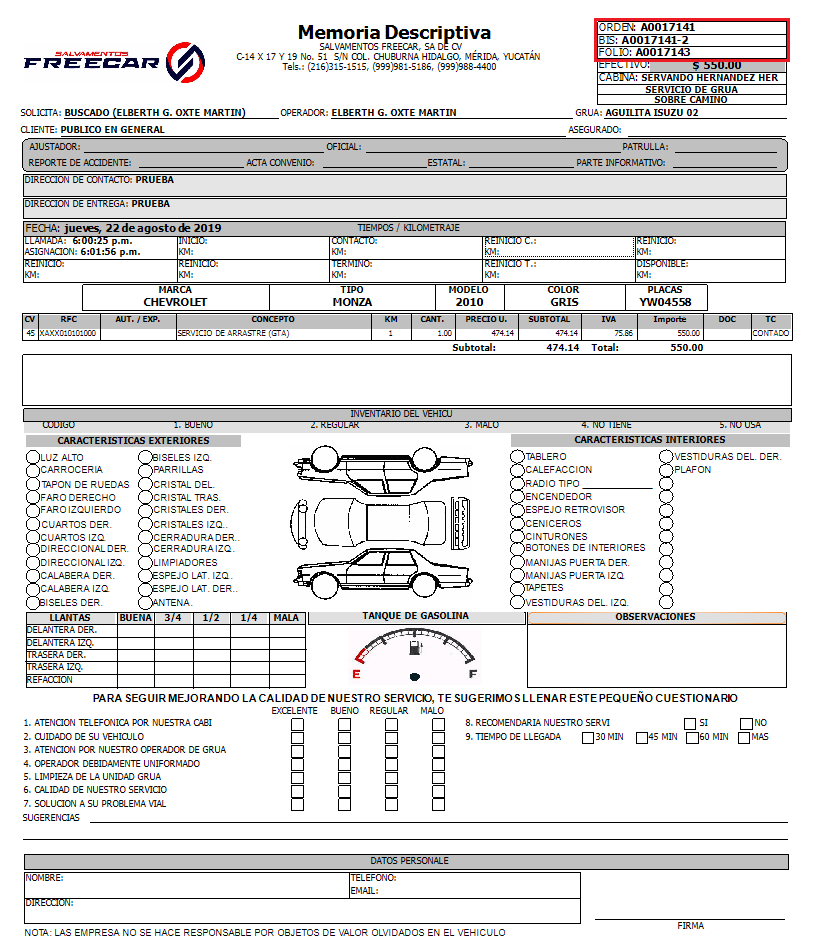 SALVAMENTOS
FREECAR
Memoria Descriptiva
SALVAMENTOS FREECAR, SA DE CV
C-14 X 17 Y 19 No. 51 S/N COL. CHUBURNA HIDALGO, MÉRIDA, YUCATÁN
Tels.: (216)315-1515, (999)981-5186, (999)988-4400
ORDEN: A0017141
BIS: A0017141-2
FOLIO: A0017143
EFECTIVO: $ 550.00
CABINA: SERVANDO HERNANDEZ HER
SERVICIO DE GRUA
SOBRE CAMINO
SOLICITA: BUSCADO (ELBERTH G. OXTE MARTIN) OPERADOR: ELBERTH G. OXTE MARTIN GRUA: AGUILITA ISUZU 02
CLIENTE: PUBLICO EN GENERAL ASEGURADO:
AJUSTADOR: OFICIAL: PATRULLA:
REPORTE DE ACCIDENTE: ACTA CONVENIO: ESTATAL: PARTE INFORMATIVO:
DIRECCION DE CONTACTO: PRUEBA
DIRECCION DE ENTREGA: PRUEBA
FECHA: jueves, 22 de agosto de 2019 TIEMPOS / KILOMETRAJE
LLAMADA: 6:00:25 p.m. INICIO: CONTACTO: REINICIO C.: REINICIO:
ASIGNACION: 6:01:56 p.m. KM: KM: KM: KM:
REINICIO: REINICIO: TERMINO: REINICIO T.: DISPONIBLE:
KM: KM: KM: KM: KM:
MARCA TIPO MODELO COLOR PLACAS
CHEVROLET MONZA 2010 GRIS YW04558
CV RFC AUT. / EXP. CONCEPTO KM CANT. PRECIO U. SUBTOTAL IVA Importe DOC TC
45 XAXX010101000 SERVICIO DE ARRASTRE (GTA) 1 1.00 474.14 474.14 75.86 550.00 CONTADO
Subtotal: 474.14 Total: 550.00
INVENTARIO DEL VEHICU
CODIGO 1. BUENO 2. REGULAR 3. MALO 4. NO TIENE 5. NO USA
CARACTERISTICAS EXTERIORES CARACTERISTICAS INTERIORES
LUZ ALTO BISELES IZQ. TABLERO VESTIDURAS DEL. DER.
CARROCERIA PARRILLAS CALEFACCION PLAFON
TAPON DE RUEDAS CRISTAL DEL. RADIO TIPO
FARO DERECHO CRISTAL TRAS. ENCENDEDOR
FARO IZQUIERDO CRISTALES DER. ESPEJO RETROVISOR
CUARTOS DER. CRISTALES IZQ.. CENICEROS
CUARTOS IZQ. CERRADURA DER.. CINTURONES
DIRECCIONAL DER. CERRADURA IZQ.. BOTONES DE INTERIORES
DIRECCIONAL IZQ. LIMPIADORES MANIJAS PUERTA DER.
CALABERA DER. ESPEJO LAT. IZQ.. MANIJAS PUERTA IZQ
CALABERA IZQ. ESPEJO LAT. DER.. TAPETES
BISELES DER. ANTENA. VESTIDURAS DEL. IZQ.
LLANTAS BUENA 3/4 1/2 1/4 MALA TANQUE DE GASOLINA OBSERVACIONES
DELANTERA DER.
DELANTERA IZQ.
TRASERA DER.
TRASERA IZQ.
REFACCION
E F
PARA SEGUIR MEJORANDO LA CALIDAD DE NUESTRO SERVICIO, TE SUGERIMOS LLENAR ESTE PEQUEÑO CUESTIONARIO
EXCELENTE BUENO REGULAR MALO
1. ATENCION TELEFONICA POR NUESTRA CABI 8. RECOMENDARIA NUESTRO SERVI SI NO
2. CUIDADO DE SU VEHICULO 9. TIEMPO DE LLEGADA 30 MIN 45 MIN 60 MIN MAS
3. ATENCION POR NUESTRO OPERADOR DE GRUA
4. OPERADOR DEBIDAMENTE UNIFORMADO
5. LIMPIEZA DE LA UNIDAD GRUA
6. CALIDAD DE NUESTRO SERVICIO
7. SOLUCION A SU PROBLEMA VIAL
SUGERENCIAS
DATOS PERSONALE
NOMBRE: TELEFONO:
EMAIL:
DIRECCION:
FIRMA
NOTA: LAS EMPRESA NO SE HACE RESPONSABLE POR OBJETOS DE VALOR OLVIDADOS EN EL VEHICULO